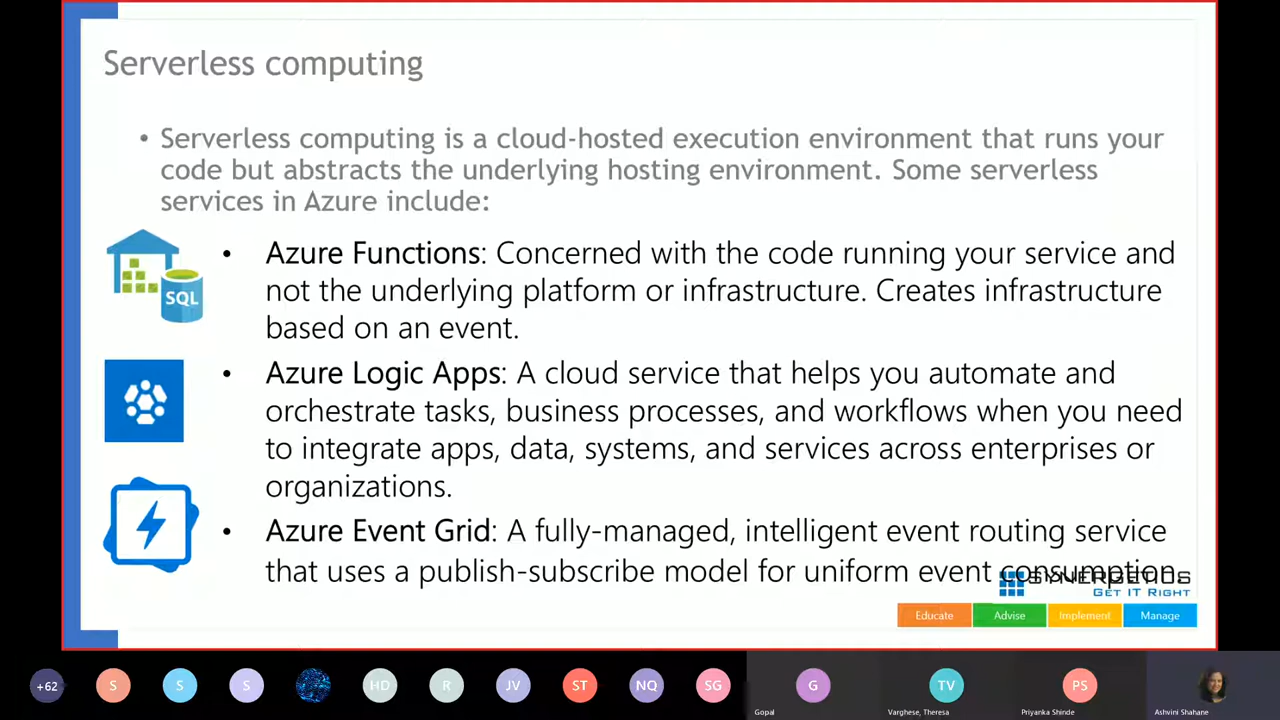 Serverless computing
• Serverless computing is a cloud-hosted execution environment that runs your
code but abstracts the underlying hosting environment. Some serverless
services in Azure include:
SQL
• Azure Functions: Concerned with the code running your service and
not the underlying platform or infrastructure. Creates infrastructure
based on an event.
• Azure Logic Apps: A cloud service that helps you automate and
orchestrate tasks, business processes, and workflows when you need
to integrate apps, data, systems, and services across enterprises or
organizations.
• Azure Event Grid: A fully-managed, intelligent event routing service
that uses a publish-subscribe model for uniform event consumption.
SYNERGETICS
GET IT RIGHT
Educate Advise Implement Manage
+62 S S S HD R JV ST NQ SG G TV PS
Gopal Varghese, Theresa Priyanka Shinde Ashvini Shahane